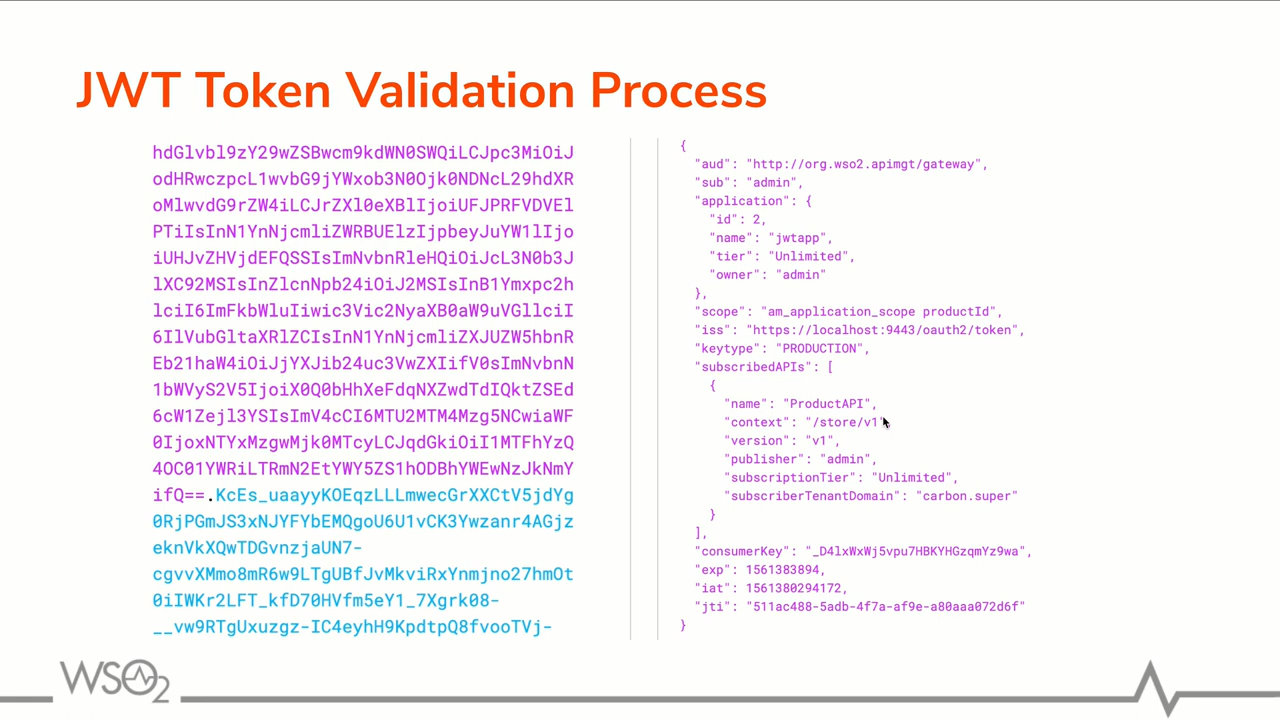 JWT Token Validation Process
hdGlvbl9zY29wZSBwcm9kdWN0SWQiLCJpc3MiOiJ
odHRwczpcL1wvbG9jYWxob3N0Ojk0NDNcL29hdXR
oMlwvdG9rZW4iLCJrZXl0eXBlIjoiUFJPRFVDVEl
PTiIsInN1YnNjcmliZWRBUElzIjpbeyJuYW1lIjo
iUHJvZHVjdEFQSSIsImNvbnRleHQiOiJcL3N0b3J
lXC92MSIsInZlcnNpb24iOiJ2MSIsInB1Ymxpc2h
lciI6ImFkbWluIiwic3Vic2NyaXB0aW9uVGllciI
6IlVubGltaXRlZCIsInN1YnNjcmliZXJUZW5hbnR
Eb21haW4iOiJjYXJib24uc3VwZXIifV0sImNvbnN
1bWVyS2V5IjoiX0Q0bHhXeFdqNXZwdTdIQktZSEd
6cW1Zejl3YSIsImV4cCI6MTU2MTM4Mzg5NCwiaWF
0IjoxNTYxMzgwMjk0MTcyLCJqdGkiOiI1MTFhYzQ
4OC01YWRiLTRmN2EtYWY5ZS1hODBhYWEwNzJkNmY
ifQ==.KcEs_uaayyKOEqzLLLmwecGrXXCtV5jdYg
0RjPGmJS3xNJYFYbEMQgoU6U1vCK3Ywzanr4AGjz
eknVkXQwTDGvnzjaUN7-
cgvvXMmo8mR6w9LTgUBfJvMkviRxYnmjno27hmOt
0iIWKr2LFT_kfD70HVfm5eY1_7Xgrk08-
__vw9RTgUxuzgz-IC4eyhH9KpdtpQ8fvooTVj-
{
"aud": "http://org.wso2.apimgt/gateway",
"sub": "admin",
"application": {
"id": 2,
"name": "jwtapp",
"tier": "Unlimited",
"owner": "admin"
},
"scope": "am_application_scope productId",
"iss": "https://localhost:9443/oauth2/token",
"keytype": "PRODUCTION",
"subscribedAPIs": [
{
"name": "ProductAPI",
"context": "/store/v1",
"version": "v1",
"publisher": "admin",
"subscriptionTier": "Unlimited",
"subscriberTenantDomain": "carbon.super"
}
],
"consumerKey": "_D4lxWxWj5vpu7HBKYHGzqmYz9wa",
"exp": 1561383894,
"iat": 1561380294172,
"jti": "511ac488-5adb-4f7a-af9e-a80aaa072d6f"
}
WSO2